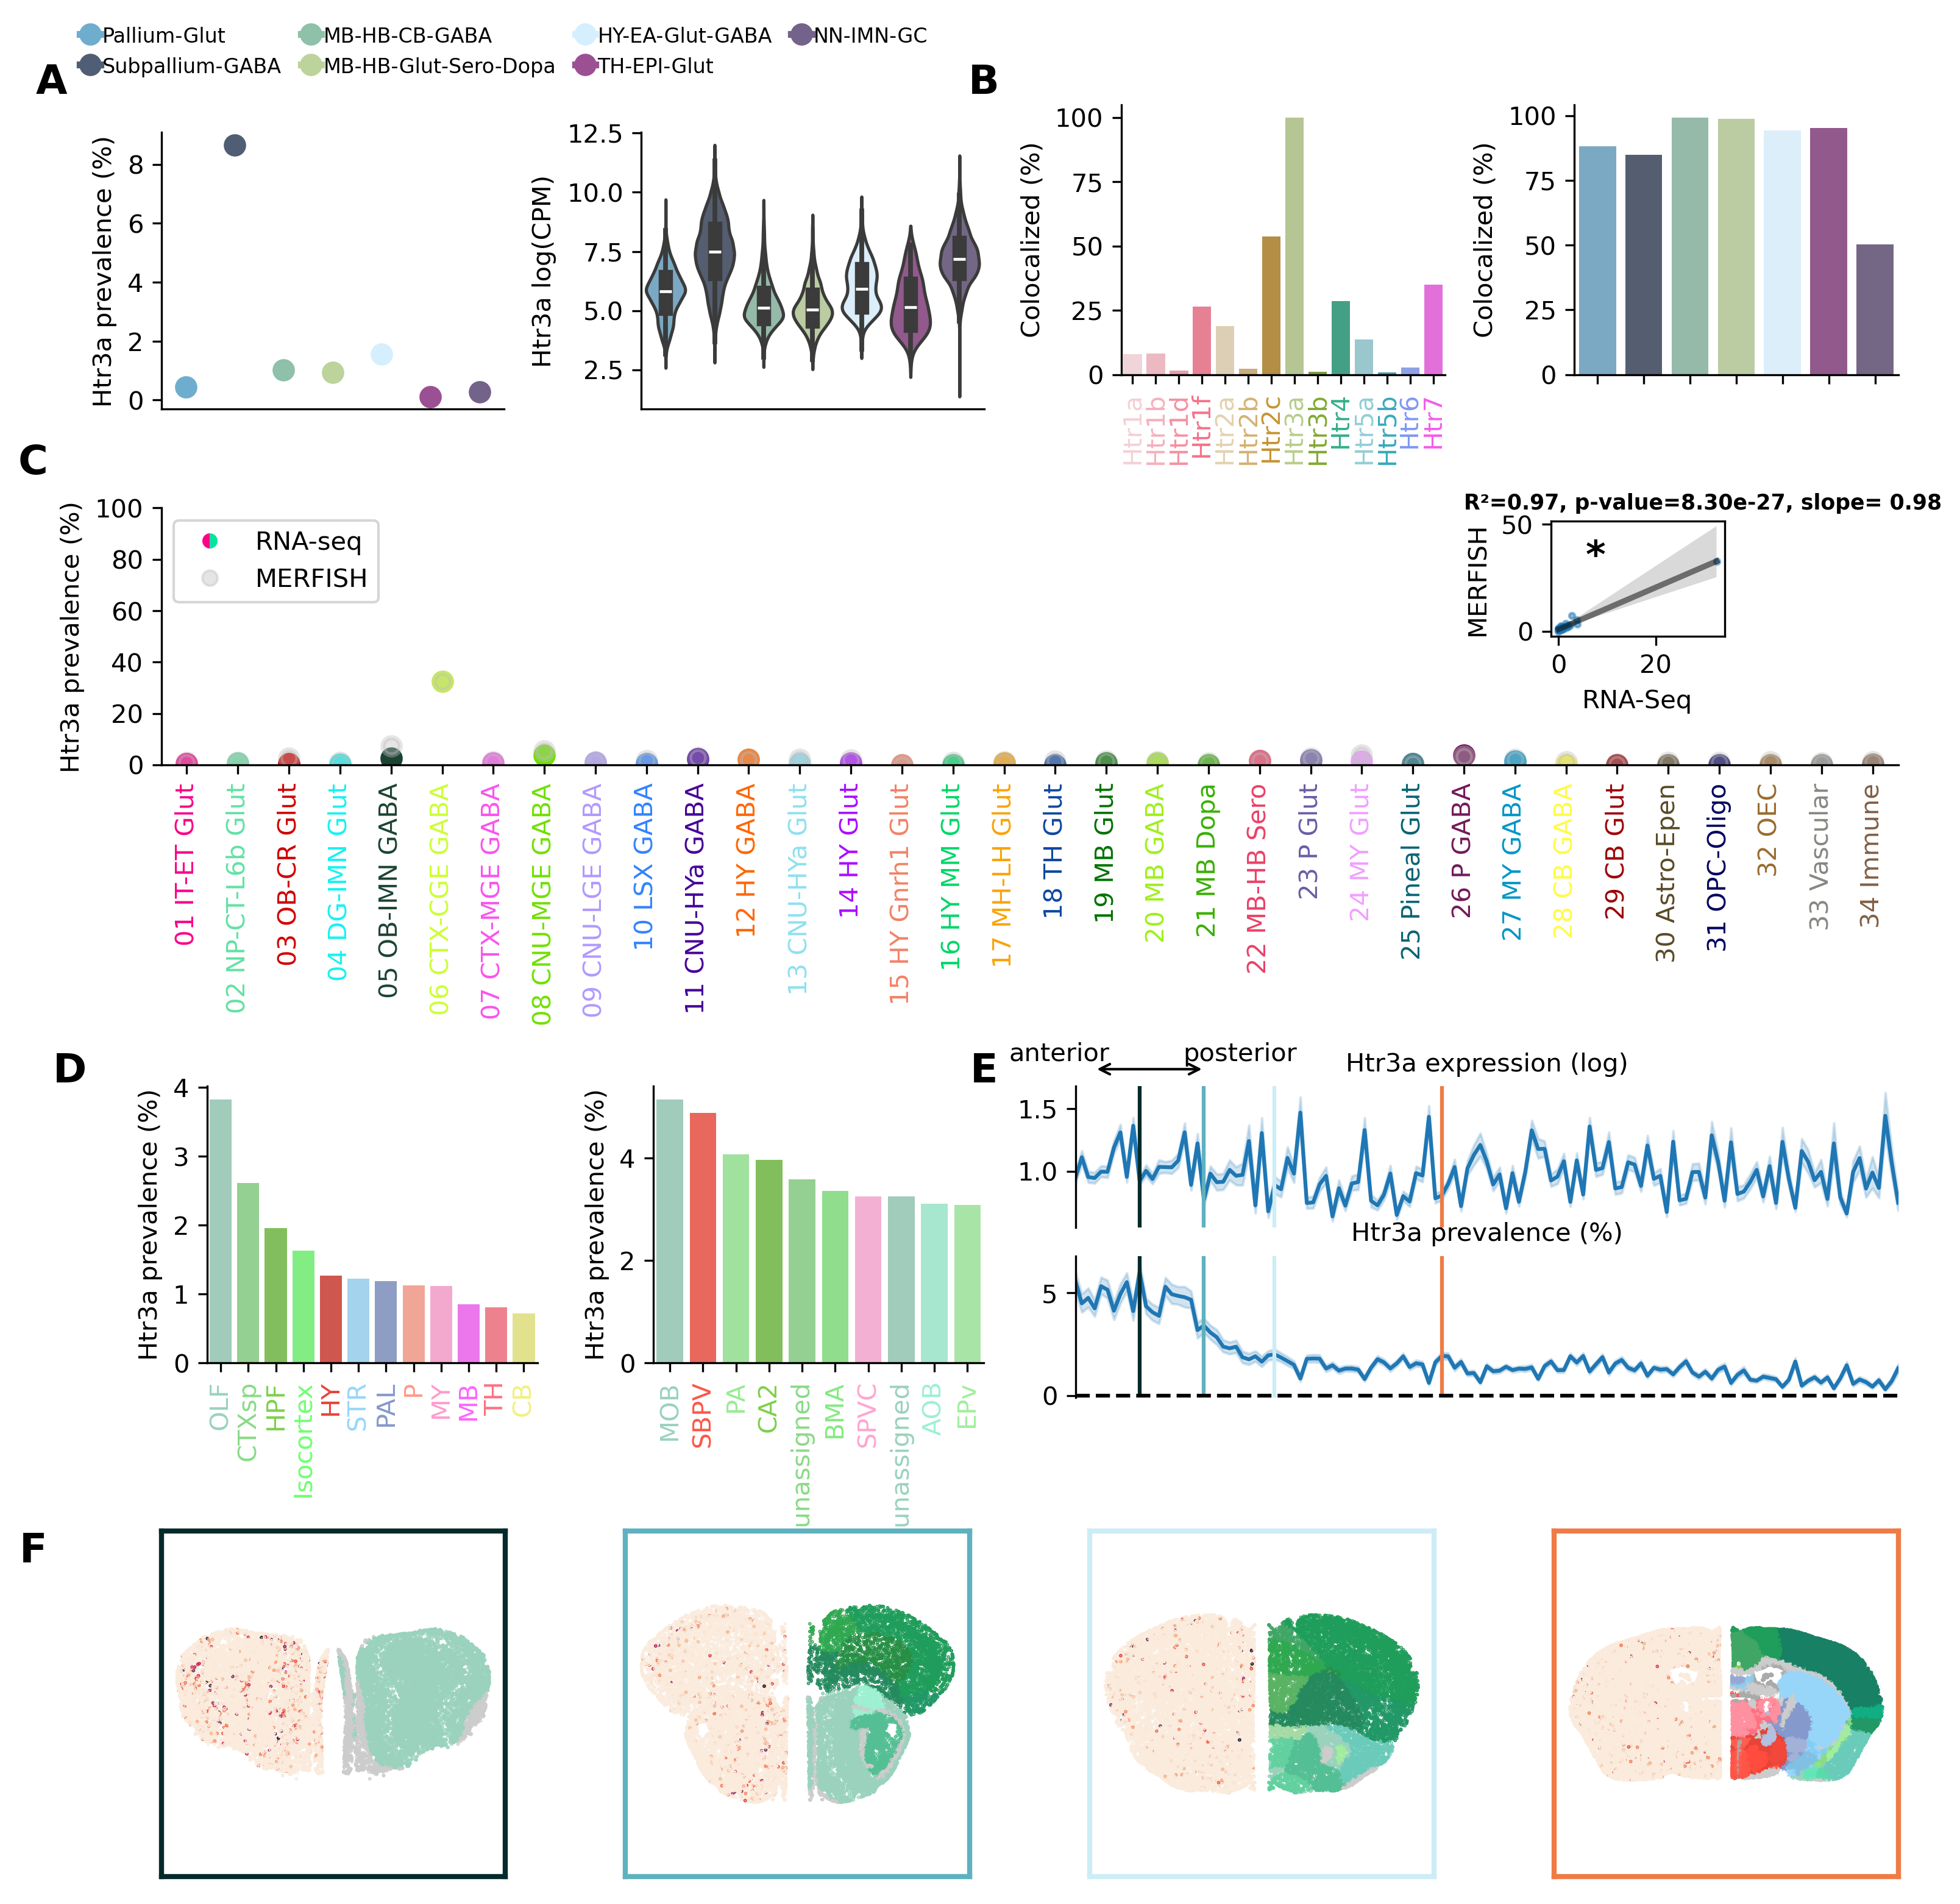 Pallium-Glut
MB-HB-CB-GABA
HY-EA-Glut-GABA
NN-IMN-GC
Subpallium-GABA
MB-HB-Glut-Sero-Dopa
TH-EPI-Glut
A
Htr3a prevalence (%)
8
6
4
2
0
Htr3a log(CPM)
12.5
10.0
7.5
5.0
2.5
B
Colocalized (%)
100
75
50
25
0
Htr1a
Htr1b
Htr1d
Htr1f
Htr2a
Htr2b
Htr2c
Htr3a
Htr3b
Htr4
Htr5a
Htr5b
Htr6
Htr7
Colocalized (%)
100
75
50
25
0
C
Htr3a prevalence (%)
100
80
60
40
20
0
RNA-seq
MERFISH
R²=0.97, p-value=8.30e-27, slope= 0.98
MERFISH
50
0
*
0
20
RNA-Seq
01 IT-ET Glut
02 NP-CT-L6b Glut
03 OB-CR Glut
04 DG-IMN Glut
05 OB-IMN GABA
06 CTX-CGE GABA
07 CTX-MGE GABA
08 CNU-MGE GABA
09 CNU-LGE GABA
10 LSX GABA
11 CNU-HYa GABA
12 HY GABA
13 CNU-HYa Glut
14 HY Glut
15 HY Gnrh1 Glut
16 HY MM Glut
17 MH-LH Glut
18 TH Glut
19 MB Glut
20 MB GABA
21 MB Dopa
22 MB-HB Sero
23 P Glut
24 MY Glut
25 Pineal Glut
26 P GABA
27 MY GABA
28 CB GABA
29 CB Glut
30 Astro-Epen
31 OPC-Oligo
32 OEC
33 Vascular
34 Immune
D
Htr3a prevalence (%)
4
3
2
1
0
OLF
CTXsp
HPF
Isocortex
HY
STR
PAL
P
MY
MB
TH
CB
Htr3a prevalence (%)
4
2
0
MOB
SBPV
PA
CA2
unassigned
BMA
SPVC
unassigned
AOB
EPv
E
anterior
posterior
Htr3a expression (log)
1.5
1.0
Htr3a prevalence (%)
5
0
F